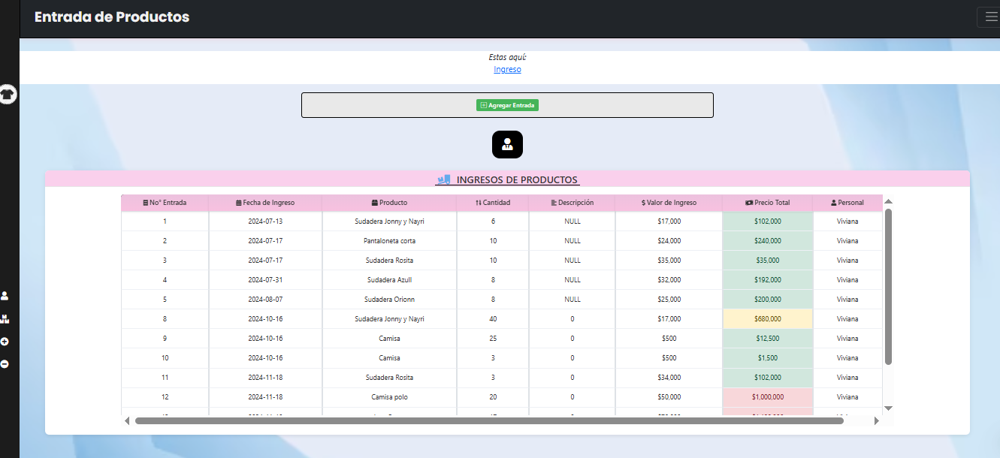 Entrada de Productos
Estas aquí:
Ingreso
Agregar Entrada
INGRESOS DE PRODUCTOS
No° Entrada Fecha de Ingreso Producto Cantidad Descripción $ Valor de Ingreso Precio Total Personal
1 2024-07-13 Sudadera Jonny y Nayri 6 NULL $17,000 $102,000 Viviana
2 2024-07-17 Pantaloneta corta 10 NULL $24,000 $240,000 Viviana
3 2024-07-17 Sudadera Rosita 10 NULL $35,000 $35,000 Viviana
4 2024-07-31 Sudadera Azull 8 NULL $32,000 $192,000 Viviana
5 2024-08-07 Sudadera Orionn 8 NULL $25,000 $200,000 Viviana
8 2024-10-16 Sudadera Jonny y Nayri 40 0 $17,000 $680,000 Viviana
9 2024-10-16 Camisa 25 0 $500 $12,500 Viviana
10 2024-10-16 Camisa 3 0 $500 $1,500 Viviana
11 2024-11-18 Sudadera Rosita 3 0 $34,000 $102,000 Viviana
12 2024-11-18 Camisa polo 20 0 $50,000 $1,000,000 Viviana